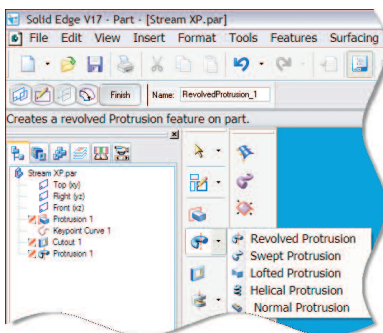 Solid Edge V17 - Part - [Stream XP.par]
File Edit View Insert Format Tools Features Surfacing
Finish Name: RevolvedProtrusion_1
Creates a revolved Protrusion feature on part.
Stream XP.par
Top (xy)
Right (yz)
Front (xz)
Protrusion 1
Keypoint Curve 1
Cutout 1
Protrusion 1
Revolved Protrusion
Swept Protrusion
Lofted Protrusion
Helical Protrusion
Normal Protrusion